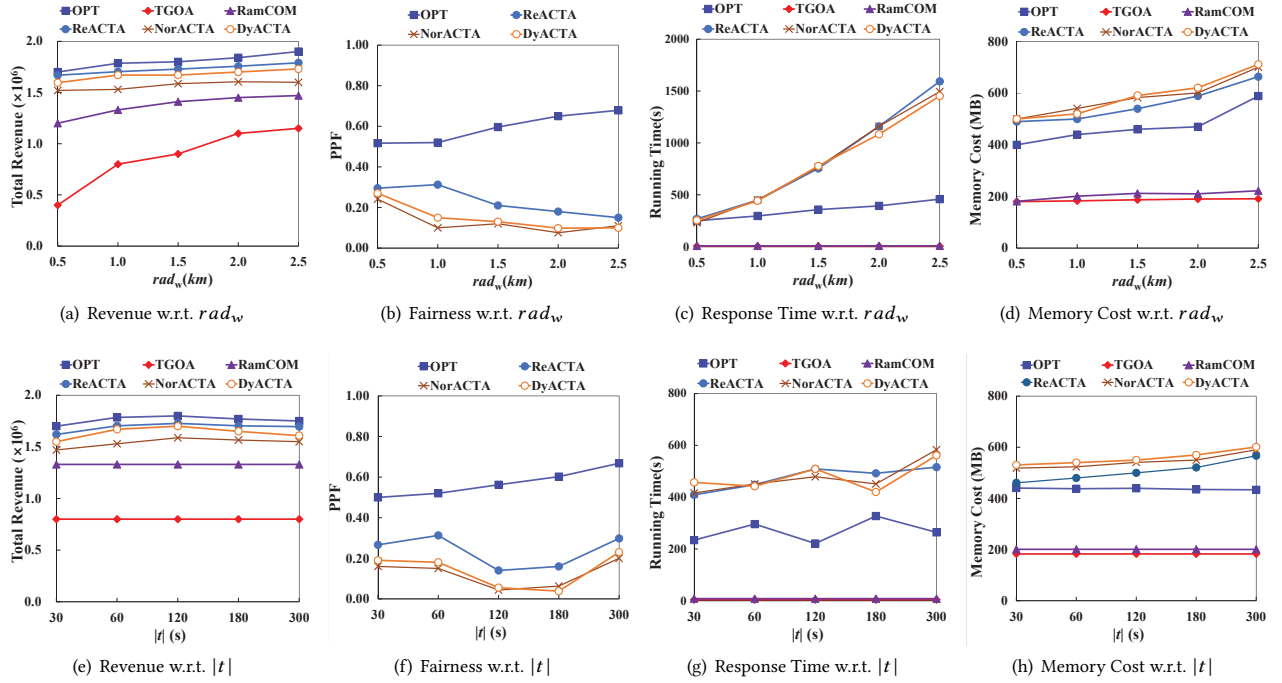 OPT TGOA RamCOM
ReACTA NorACTA DyACTA
Total Revenue (×10⁶)
2.0
1.5
1.0
0.5
0.0
0.5 1.0 1.5 2.0 2.5
rad_w(km)
(a) Revenue w.r.t. rad_w
OPT ReACTA
NorACTA DyACTA
PPF
1.00
0.80
0.60
0.40
0.20
0.00
0.5 1.0 1.5 2.0 2.5
rad_w(km)
(b) Fairness w.r.t. rad_w
OPT TGOA RamCOM
ReACTA NorACTA DyACTA
Running Time(s)
2000
1500
1000
500
0
0.5 1.0 1.5 2.0 2.5
rad_w(km)
(c) Response Time w.r.t. rad_w
OPT TGOA RamCOM
ReACTA NorACTA DyACTA
Memory Cost (MB)
800
600
400
200
0
0.5 1.0 1.5 2.0 2.5
rad_w(km)
(d) Memory Cost w.r.t. rad_w
OPT TGOA RamCOM
ReACTA NorACTA DyACTA
Total Revenue (×10⁶)
2.0
1.5
1.0
0.5
0.0
30 60 120 180 300
|t| (s)
(e) Revenue w.r.t. |t|
OPT ReACTA
NorACTA DyACTA
PPF
1.00
0.80
0.60
0.40
0.20
0.00
30 60 120 180 300
|t| (s)
(f) Fairness w.r.t. |t|
OPT TGOA RamCOM
ReACTA NorACTA DyACTA
Running Time(s)
800
600
400
200
0
30 60 120 180 300
|t| (s)
(g) Response Time w.r.t. |t|
OPT TGOA RamCOM
ReACTA NorACTA DyACTA
Memory Cost (MB)
800
600
400
200
0
30 60 120 180 300
|t| (s)
(h) Memory Cost w.r.t. |t|